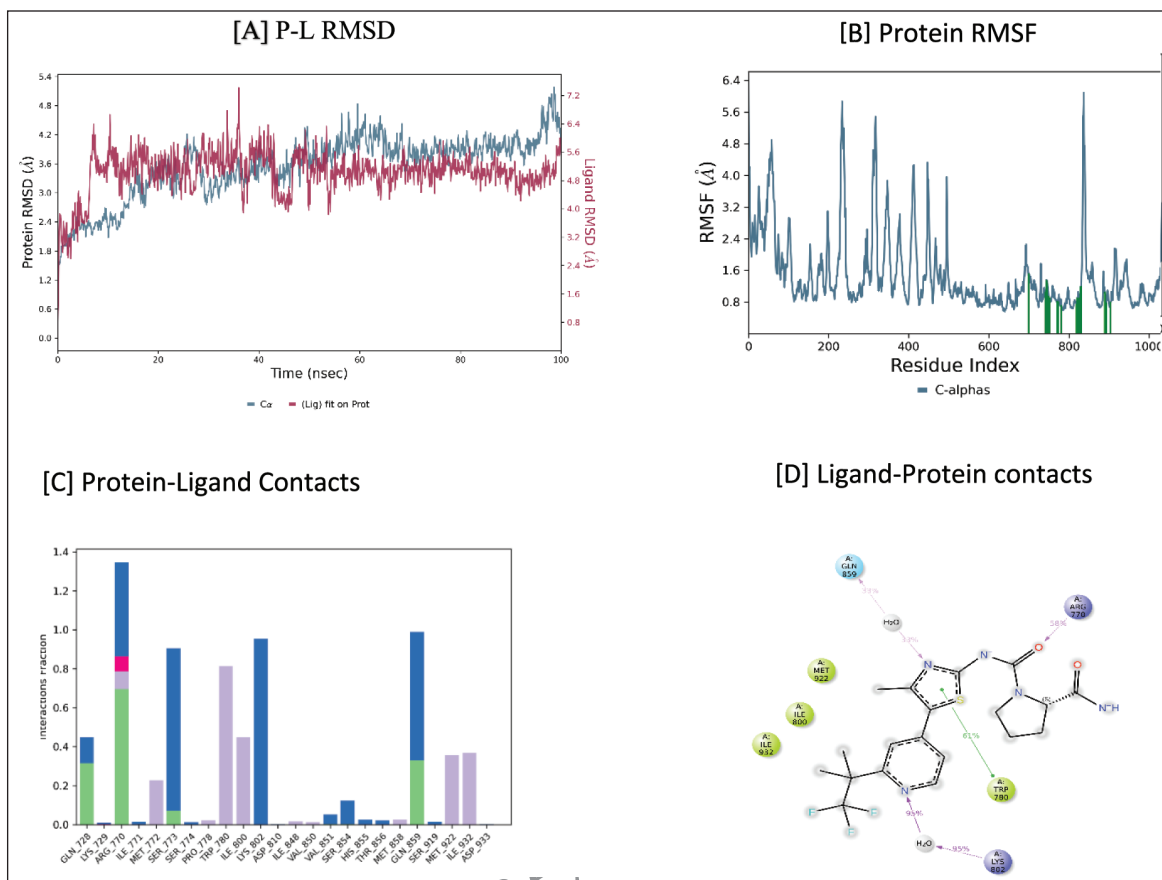 [A] P-L RMSD
[B] Protein RMSF
5.4
4.8
4.2
3.6
3.0
2.4
1.8
1.2
0.6
0.0
Protein RMSD (Å)
7.2
6.4
5.6
4.8
4.0
3.2
2.4
1.6
0.8
Ligand RMSD (Å)
0 20 40 60 80 100
Time (nsec)
Cα (Lig) fit on Prot
6.4
5.6
4.8
4.0
3.2
2.4
1.6
0.8
RMSF (Å)
0 200 400 600 800 1000
Residue Index
C-alphas
[C] Protein-Ligand Contacts
[D] Ligand-Protein contacts
1.4
1.2
1.0
0.8
0.6
0.4
0.2
0.0
Interactions Fraction
GLN_728 LYS_729 ARG_770 ILE_771 MET_772 SER_773 SER_774 PRO_778 TRP_780 ILE_800 LYS_802 ASP_810 ILE_848 VAL_850 VAL_851 SER_854 HIS_855 THR_856 MET_858 GLN_859 SER_919 MET_922 ILE_932 ASP_933
A:
GLN
859
H₂O
A:
ARG
770
58%
A:
MET
922
A:
ILE
800
A:
ILE
932
N
N⁻
O
O
S
N
(S)
N–H
81%
A:
TRP
780
N
F
F
F
95%
H₂O
95%
A:
LYS
802